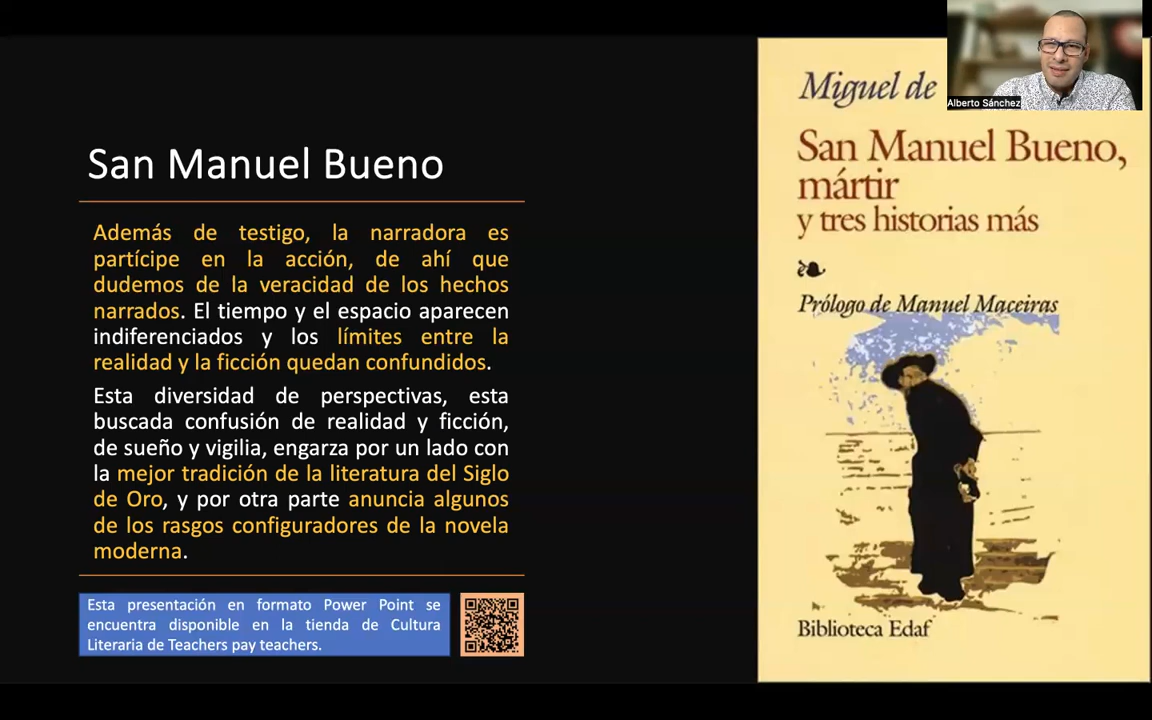 San Manuel Bueno
Además de testigo, la narradora es
partícipe en la acción, de ahí que
dudemos de la veracidad de los hechos
narrados. El tiempo y el espacio aparecen
indiferenciados y los límites entre la
realidad y la ficción quedan confundidos.
Esta diversidad de perspectivas, esta
buscada confusión de realidad y ficción,
de sueño y vigilia, engarza por un lado con
la mejor tradición de la literatura del Siglo
de Oro, y por otra parte anuncia algunos
de los rasgos configuradores de la novela
moderna.
Esta presentación en formato Power Point se
encuentra disponible en la tienda de Cultura
Literaria de Teachers pay teachers.
Miguel de
San Manuel Bueno,
mártir
y tres historias más
Prólogo de Manuel Maceiras
Biblioteca Edaf
Alberto Sánchez